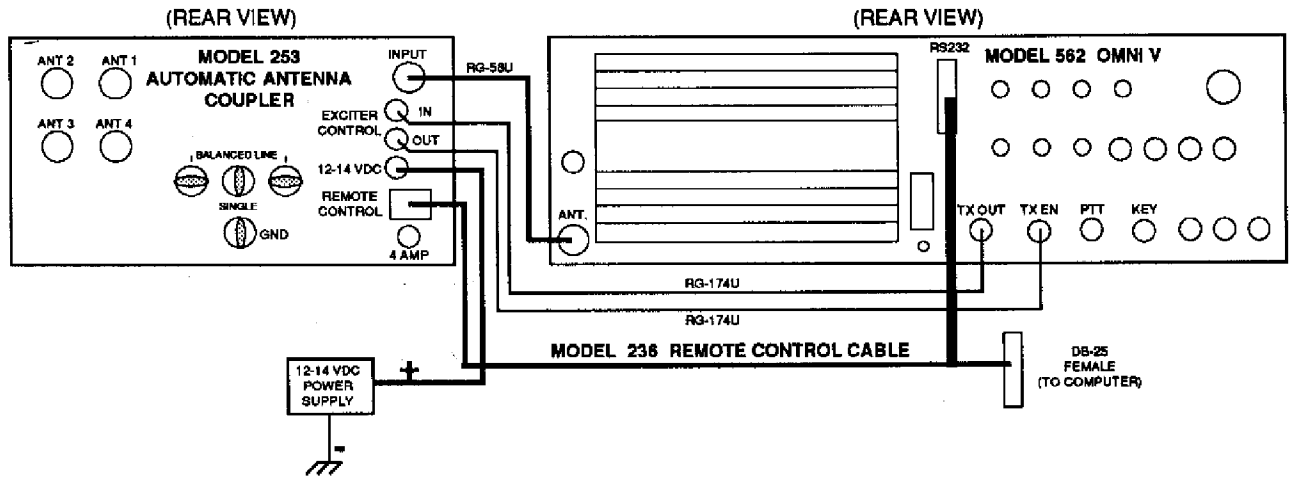 (REAR VIEW)
(REAR VIEW)
MODEL 253
AUTOMATIC ANTENNA
COUPLER
ANT 2
ANT 1
ANT 3
ANT 4
INPUT
EXCITER
CONTROL
IN
OUT
12-14 VDC
BALANCED LINE
SINGLE
GND
REMOTE
CONTROL
4 AMP
RG-58U
RS232
MODEL 562 OMNI V
ANT.
TX OUT
TX EN
PTT
KEY
RG-174U
RG-174U
MODEL 236 REMOTE CONTROL CABLE
DB-25
FEMALE
(TO COMPUTER)
12-14 VDC
POWER
SUPPLY
+
-